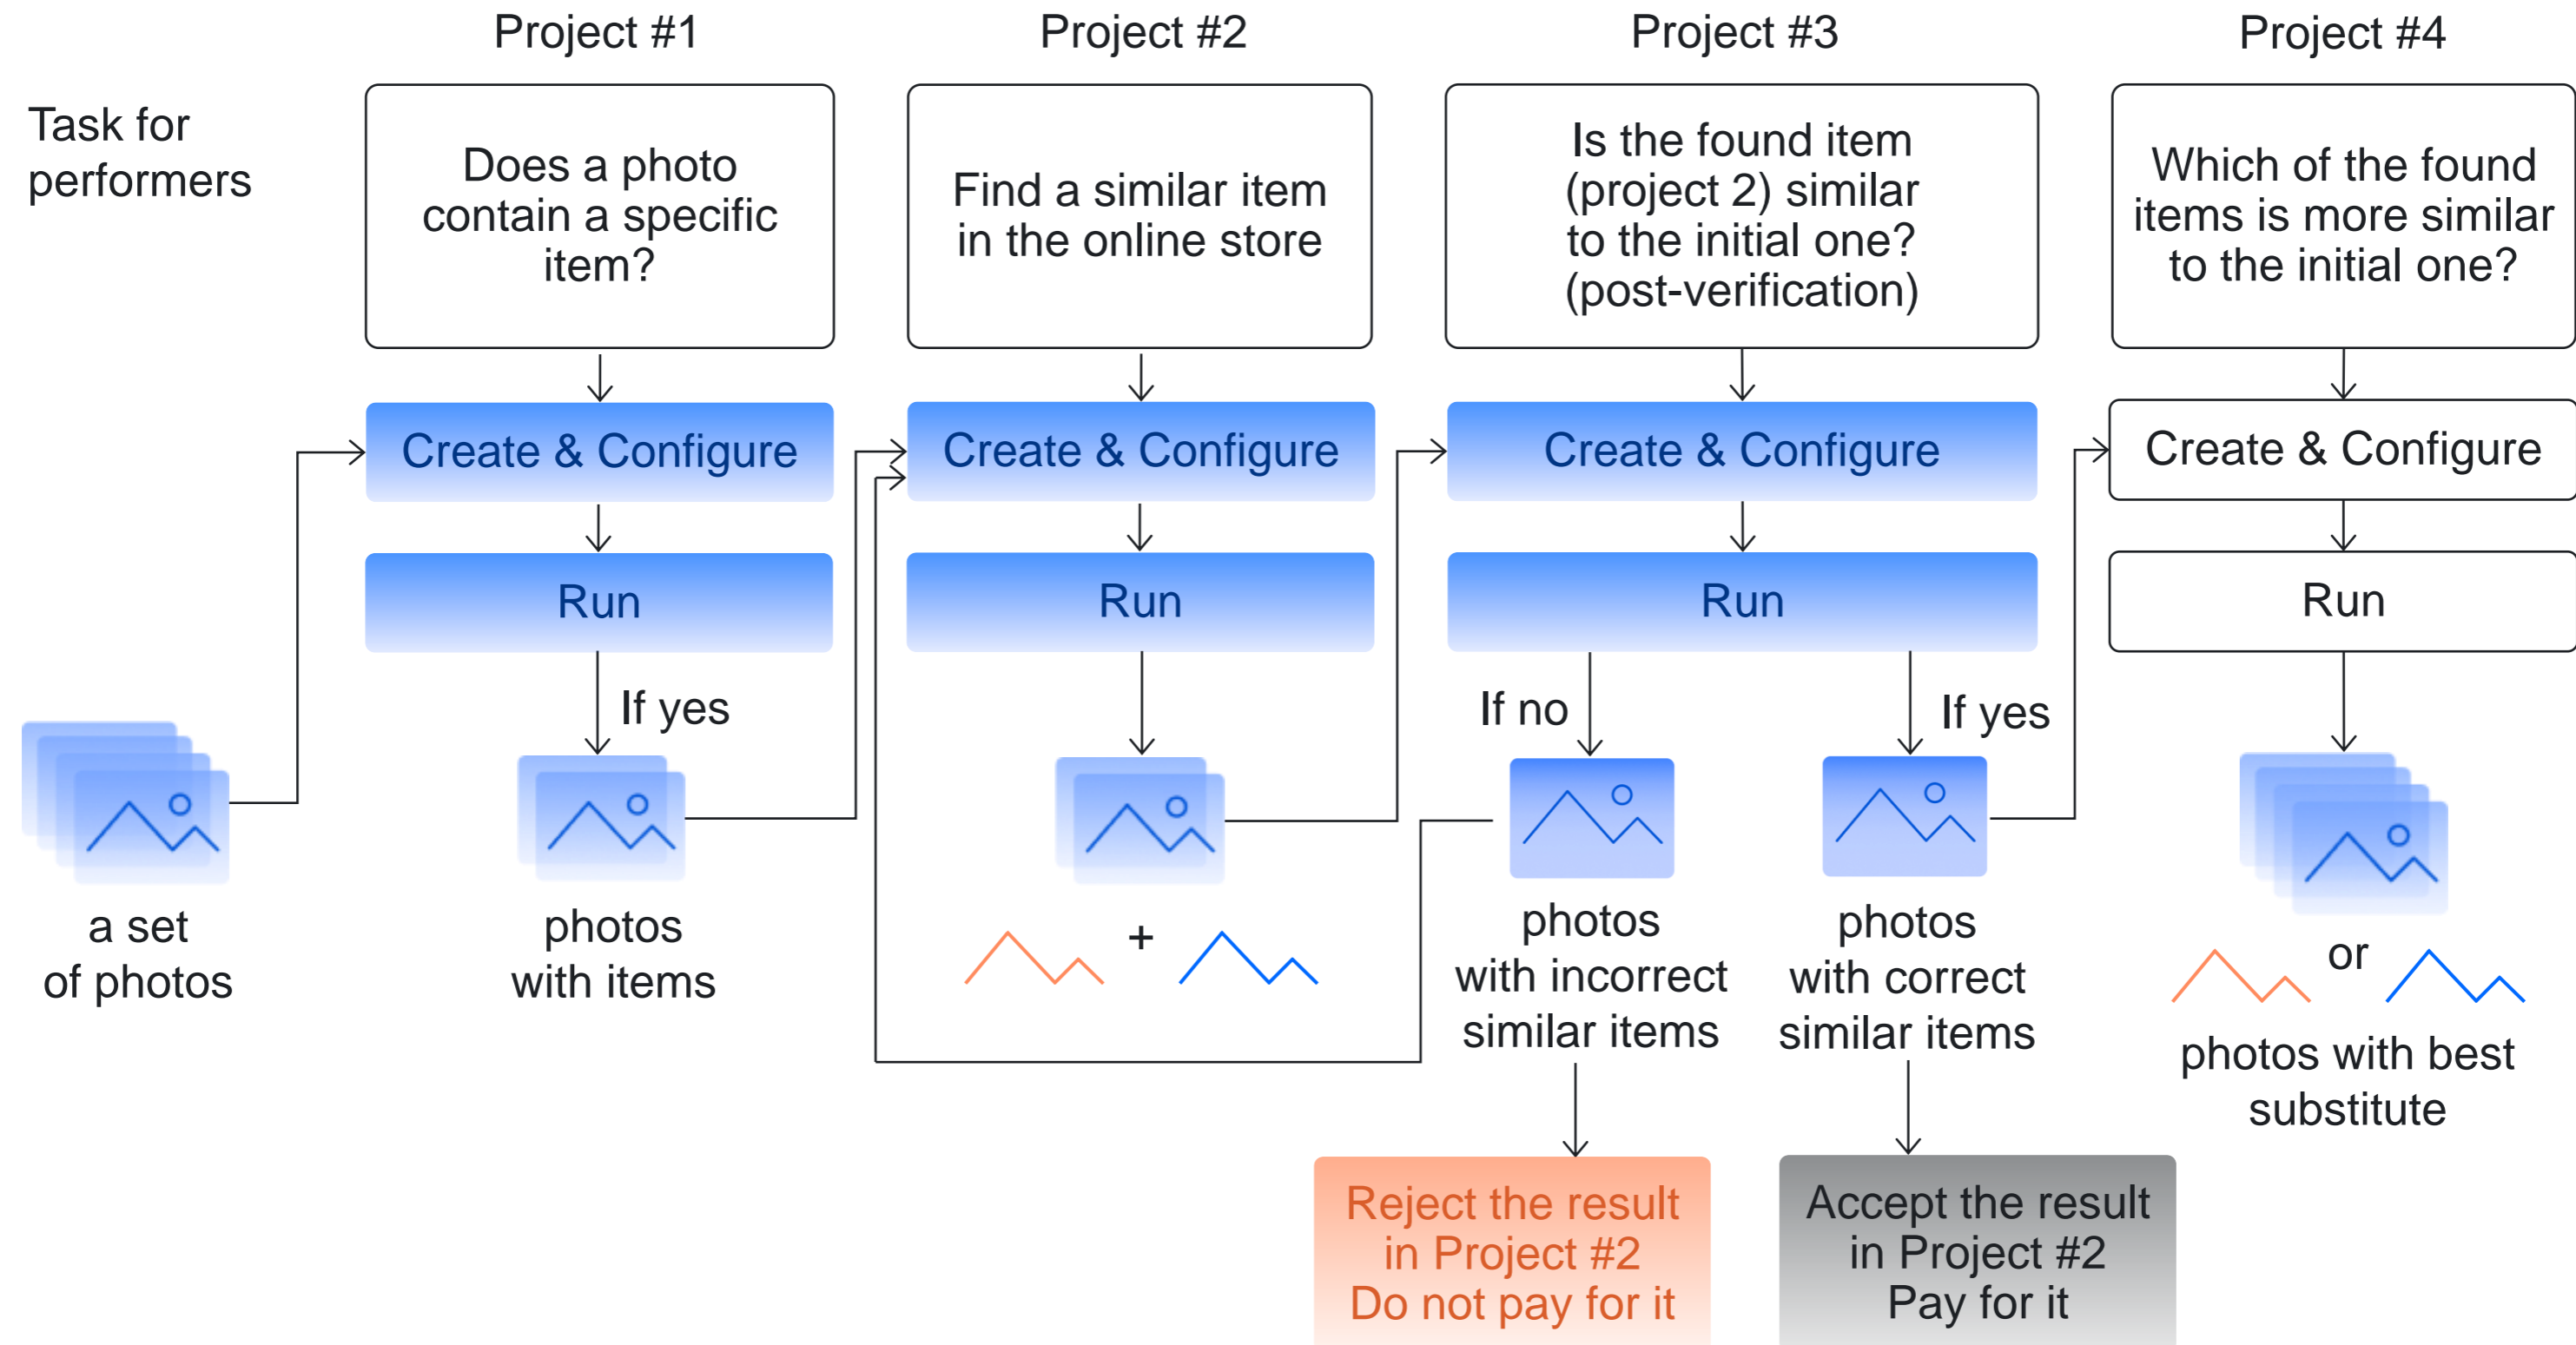 Project #1
Project #2
Project #3
Project #4
Task for
performers
Does a photo
contain a specific
item?
Find a similar item
in the online store
Is the found item
(project 2) similar
to the initial one?
(post-verification)
Which of the found
items is more similar
to the initial one?
Create & Configure
Create & Configure
Create & Configure
Create & Configure
Run
Run
Run
Run
If yes
If no
If yes
a set
of photos
photos
with items
+
photos
with incorrect
similar items
photos
with correct
similar items
or
photos with best
substitute
Reject the result
in Project #2
Do not pay for it
Accept the result
in Project #2
Pay for it